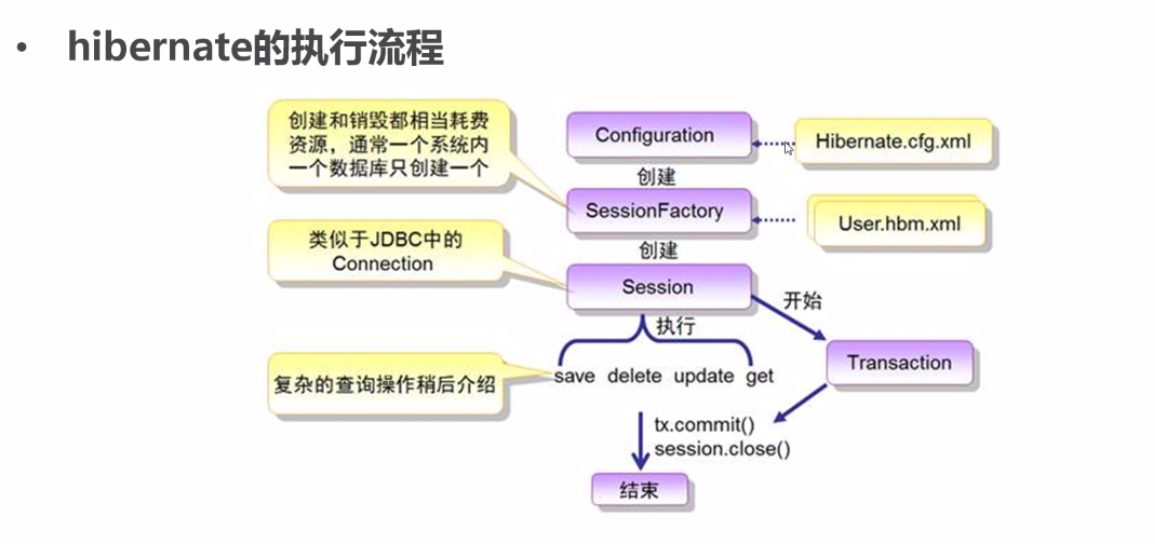 • hibernate的执行流程
创建和销毁都相当耗费
资源，通常一个系统内
一个数据库只创建一个
Configuration
Hibernate.cfg.xml
创建
SessionFactory
User.hbm.xml
类似于JDBC中的
Connection
创建
Session
开始
执行
Transaction
复杂的查询操作稍后介绍
save delete update get
tx.commit()
session.close()
结束